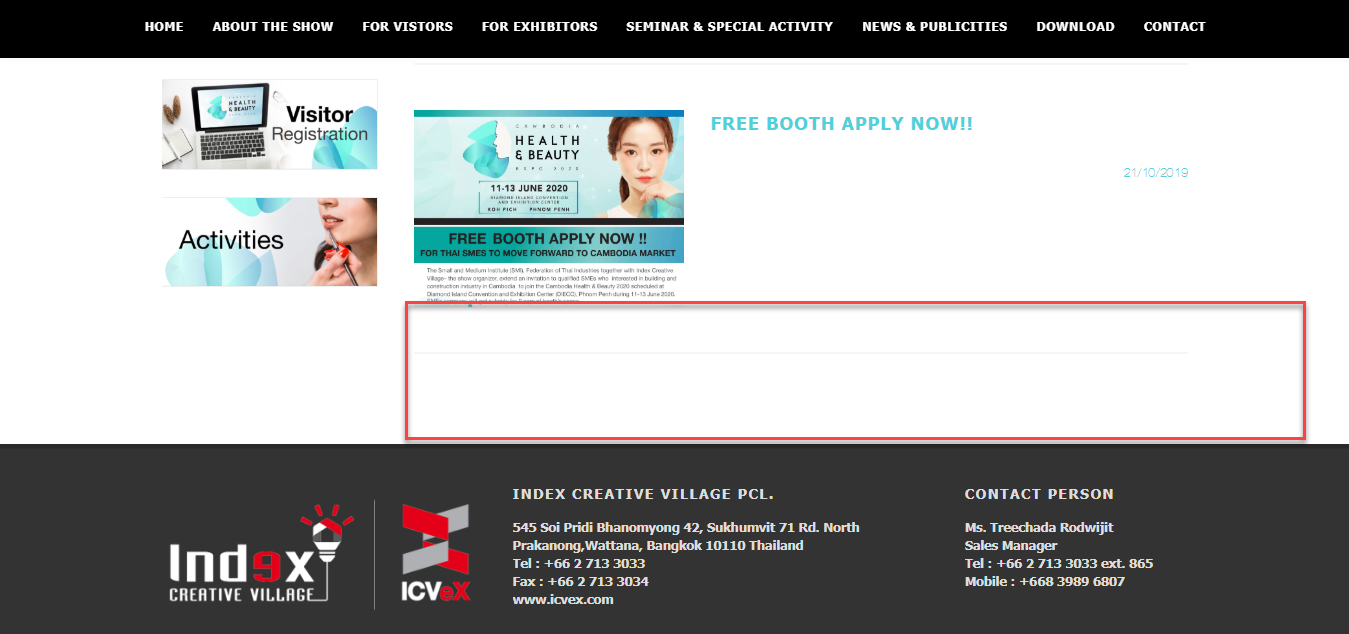 HOME ABOUT THE SHOW FOR VISTORS FOR EXHIBITORS SEMINAR & SPECIAL ACTIVITY NEWS & PUBLICITIES DOWNLOAD CONTACT
HEALTH
& BEAUTY
Visitor
Registration
Activities
CAMBODIA
HEALTH
& BEAUTY
EXPO 2020
11-13 JUNE 2020
DIAMOND ISLAND CONVENTION
AND EXHIBITION CENTER
KOH PICH PHNOM PENH
FREE BOOTH APPLY NOW !!
FOR THAI SMES TO MOVE FORWARD TO CAMBODIA MARKET
The Small and Medium Institute (SMI), Federation of Thai Industries together with Index Creative
Village- the show organizer, extend an invitation to qualified SMEs who interested in building and
construction industry in Cambodia to join the Cambodia Health & Beauty 2020 scheduled at
Diamond Island Convention and Exhibition Center (DIECC), Phnom Penh during 11-13 June 2020.
FREE BOOTH APPLY NOW!!
21/10/2019
Index
CREATIVE VILLAGE
ICVeX
INDEX CREATIVE VILLAGE PCL.
545 Soi Pridi Bhanomyong 42, Sukhumvit 71 Rd. North
Prakanong,Wattana, Bangkok 10110 Thailand
Tel : +66 2 713 3033
Fax : +66 2 713 3034
www.icvex.com
CONTACT PERSON
Ms. Treechada Rodwijit
Sales Manager
Tel : +66 2 713 3033 ext. 865
Mobile : +668 3989 6807